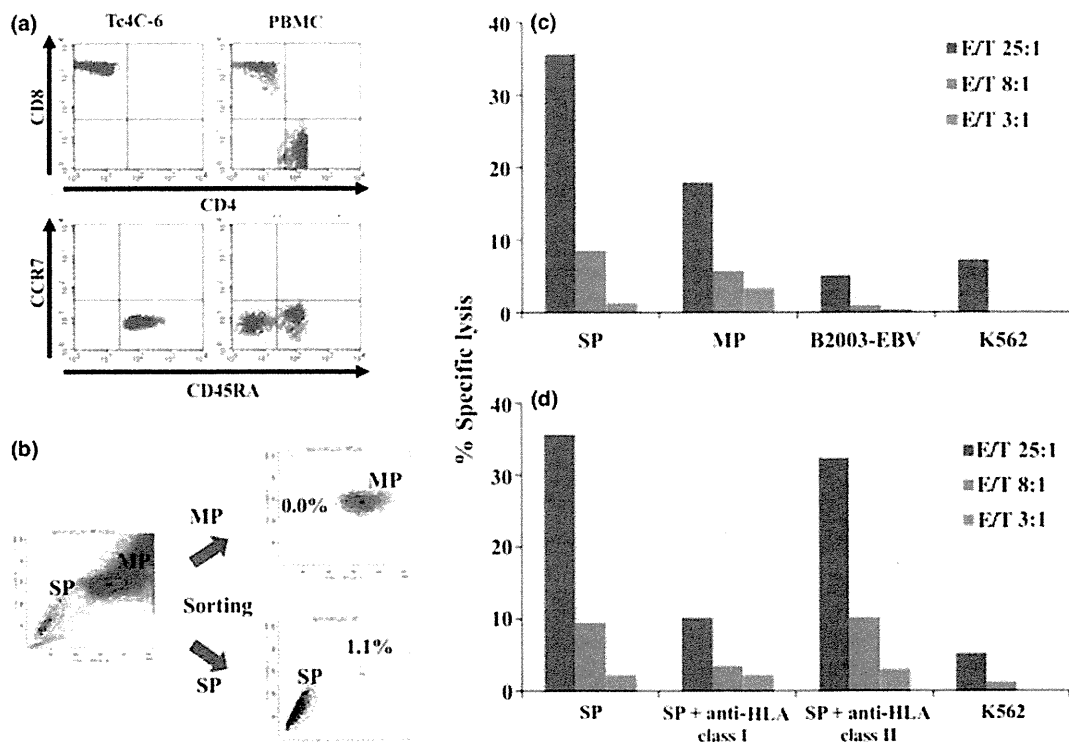 (a)
Tc4C-6
PBMC
CD8
CD4
CCR7
CD45RA
(b)
SP
MP
MP
Sorting
SP
0.0%
MP
1.1%
SP
(c)
% Specific lysis
40
30
20
10
0
E/T 25:1
E/T 8:1
E/T 3:1
SP
MP
B2003-EBV
K562
(d)
40
30
20
10
0
E/T 25:1
E/T 8:1
E/T 3:1
SP
SP + anti-HLA
class I
SP + anti-HLA
class II
K562